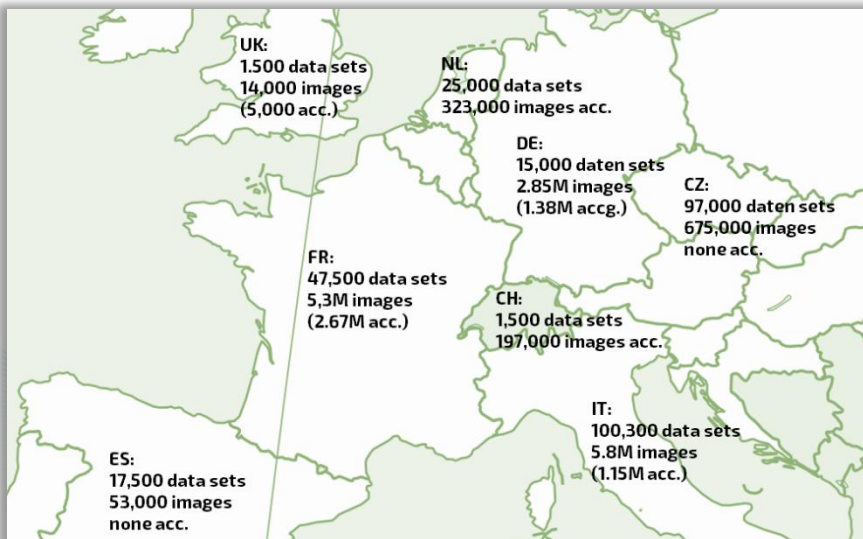 UK:
1.500 data sets
14,000 images
(5,000 acc.)
NL:
25,000 data sets
323,000 images acc.
DE:
15,000 daten sets
2.85M images
(1.38M accg.)
CZ:
97,000 daten sets
675,000 images
none acc.
FR:
47,500 data sets
5,3M images
(2.67M acc.)
CH:
1,500 data sets
197,000 images acc.
IT:
100,300 data sets
5.8M images
(1.15M acc.)
ES:
17,500 data sets
53,000 images
none acc.